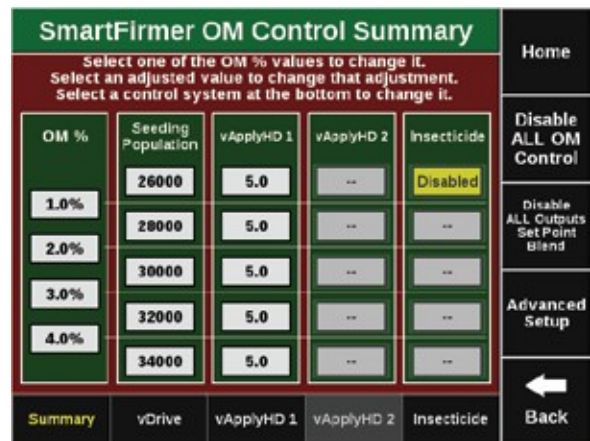 SmartFirmer OM Control Summary
Select one of the OM % values to change it.
Select an adjusted value to change that adjustment.
Select a control system at the bottom to change it.
OM %
1.0%
2.0%
3.0%
4.0%
Seeding
Population
26000
28000
30000
32000
34000
vApplyHD 1
5.0
5.0
5.0
5.0
5.0
vApplyHD 2
--
--
--
--
--
Insecticide
Disabled
--
--
--
--
Summary
vDrive
vApplyHD 1
vApplyHD 2
Insecticide
Home
Disable
ALL OM
Control
Disable
ALL Outputs
Set Point
Blend
Advanced
Setup
Back